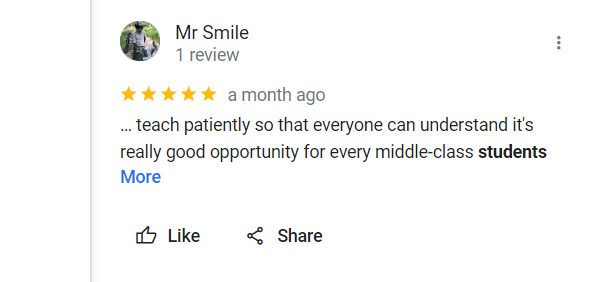 Mr Smile
1 review
a month ago
... teach patiently so that everyone can understand it's
really good opportunity for every middle-class students
More
Like
Share